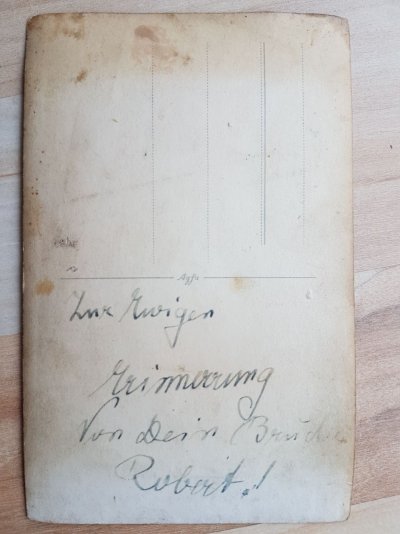 Agfa
Zur Ewigen
Erinnerung
Von Dein Bruder
Robert!